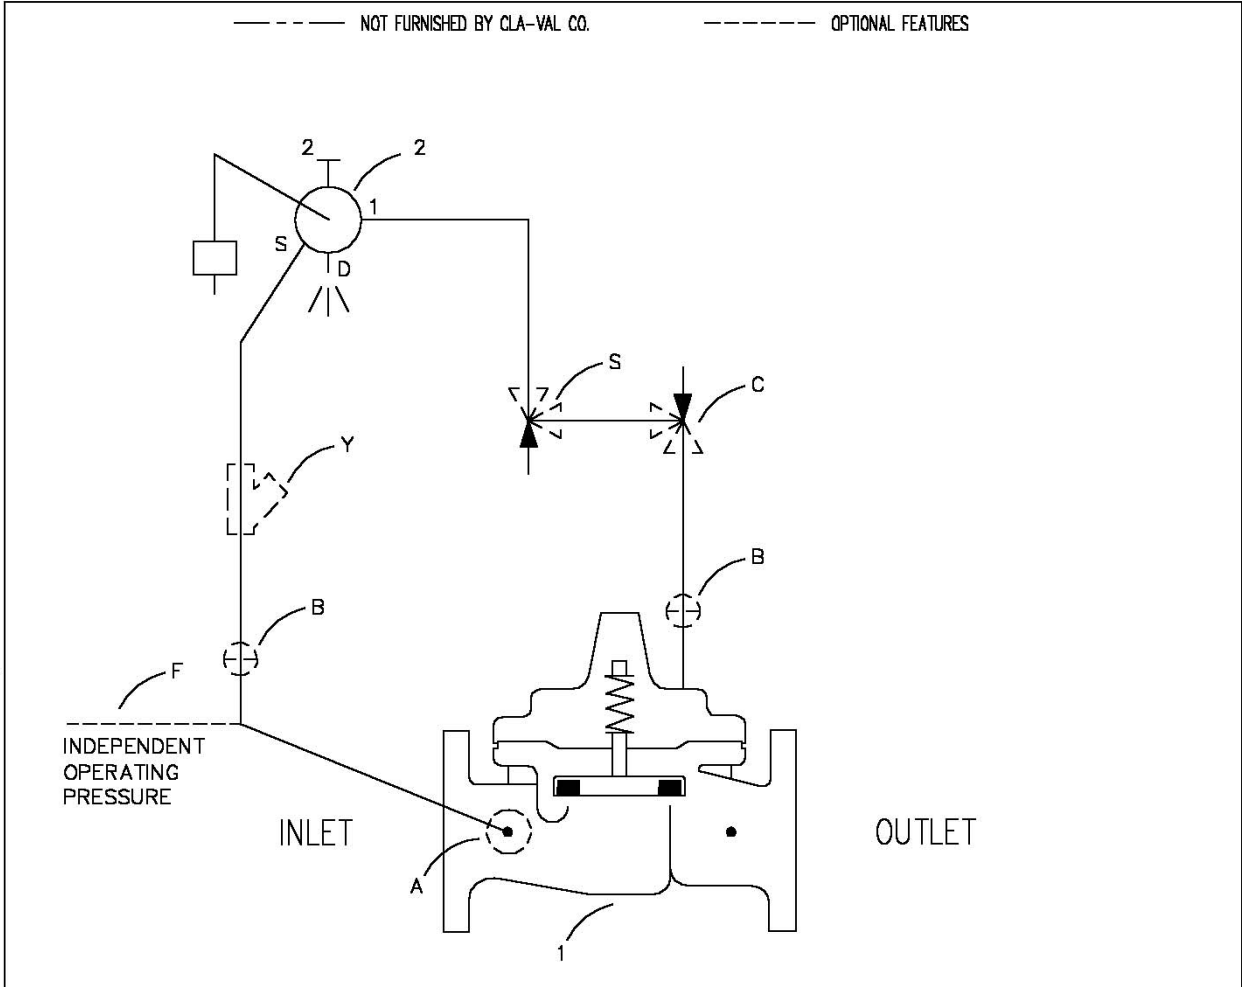 NOT FURNISHED BY CLA-VAL CO.
OPTIONAL FEATURES
2
2
1
S
D
S
C
Y
B
B
F
INDEPENDENT
OPERATING
PRESSURE
INLET
OUTLET
A
1